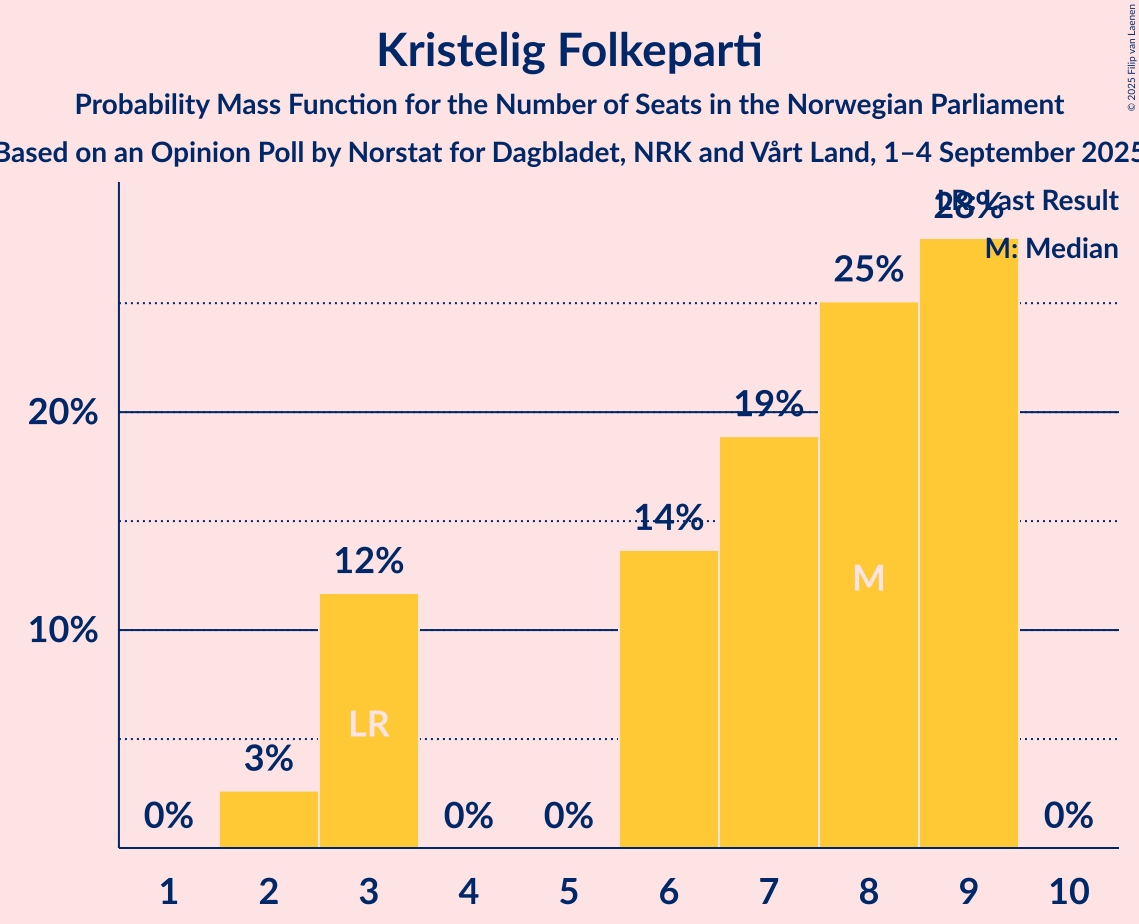 Kristelig Folkeparti
Probability Mass Function for the Number of Seats in the Norwegian Parliament
Based on an Opinion Poll by Norstat for Dagbladet, NRK and Vårt Land, 1–4 September 2025
© 2025 Filip van Laenen
LR: Last Result
M: Median
28%
25%
20%
19%
14%
12%
10%
M
LR
3%
0%
0%
0%
0%
1 2 3 4 5 6 7 8 9 10